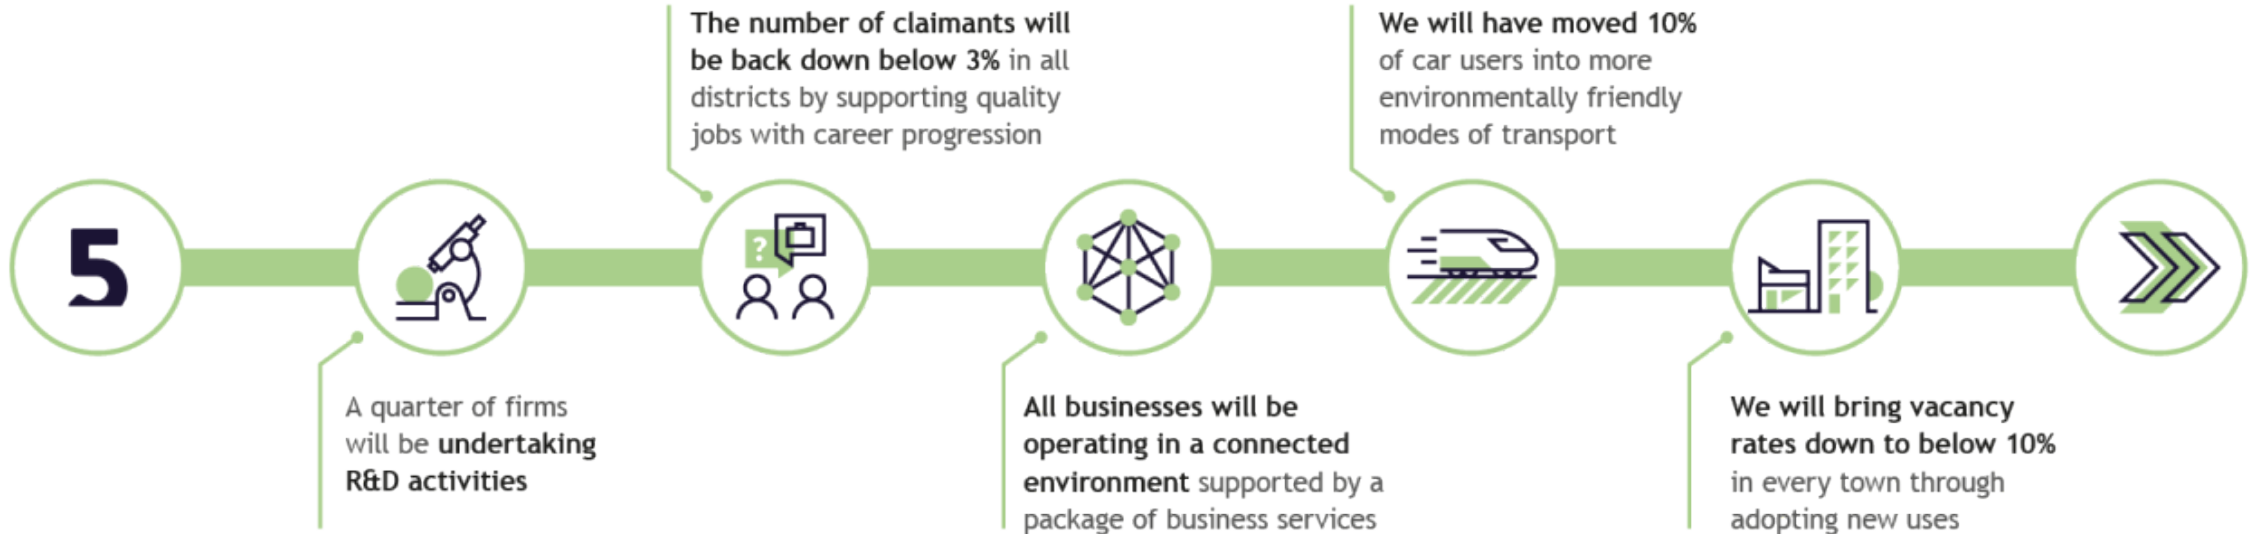 5
A quarter of firms
will be undertaking
R&D activities
The number of claimants will
be back down below 3% in all
districts by supporting quality
jobs with career progression
?
All businesses will be
operating in a connected
environment supported by a
package of business services
We will have moved 10%
of car users into more
environmentally friendly
modes of transport
We will bring vacancy
rates down to below 10%
in every town through
adopting new uses